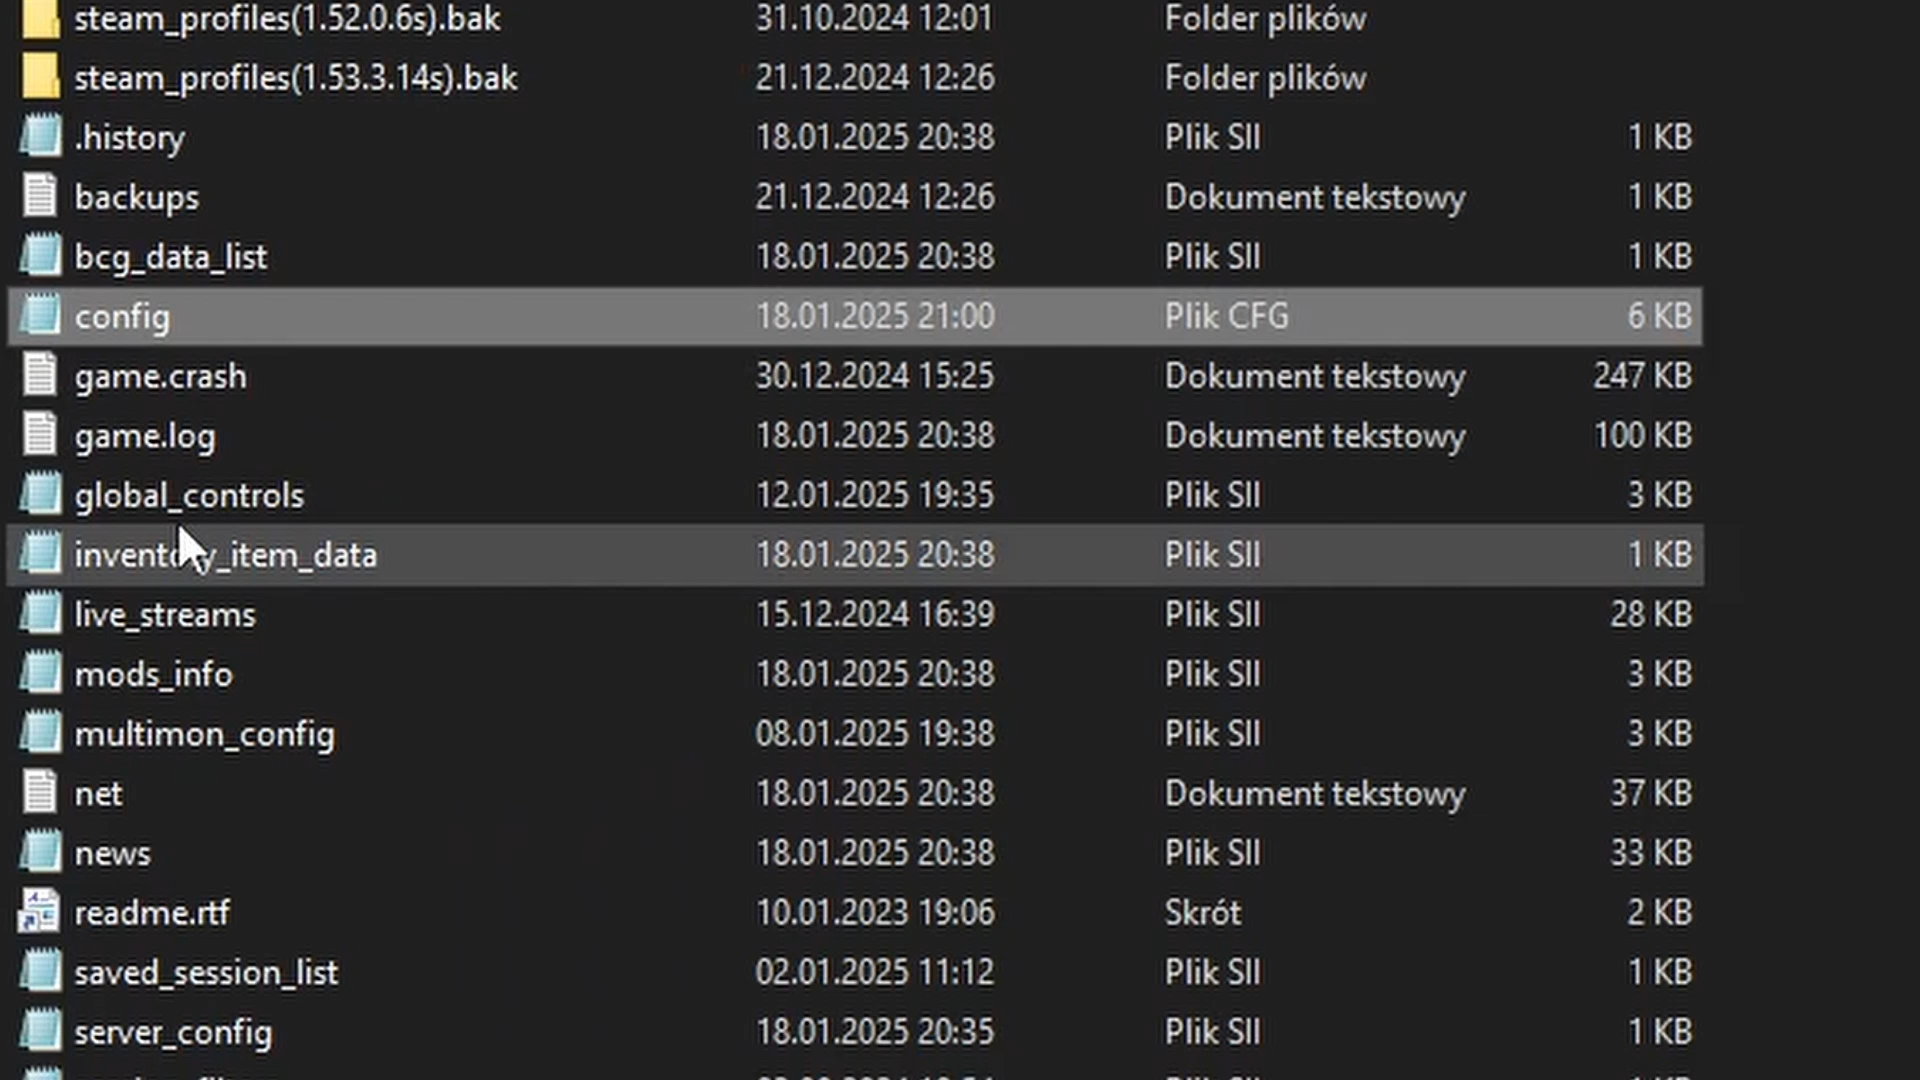 steam_profiles(1.52.0.6s).bak 31.10.2024 12:01 Folder plików
steam_profiles(1.53.3.14s).bak 21.12.2024 12:26 Folder plików
.history 18.01.2025 20:38 Plik SII 1 KB
backups 21.12.2024 12:26 Dokument tekstowy 1 KB
bcg_data_list 18.01.2025 20:38 Plik SII 1 KB
config 18.01.2025 21:00 Plik CFG 6 KB
game.crash 30.12.2024 15:25 Dokument tekstowy 247 KB
game.log 18.01.2025 20:38 Dokument tekstowy 100 KB
global_controls 12.01.2025 19:35 Plik SII 3 KB
inventory_item_data 18.01.2025 20:38 Plik SII 1 KB
live_streams 15.12.2024 16:39 Plik SII 28 KB
mods_info 18.01.2025 20:38 Plik SII 3 KB
multimon_config 08.01.2025 19:38 Plik SII 3 KB
net 18.01.2025 20:38 Dokument tekstowy 37 KB
news 18.01.2025 20:38 Plik SII 33 KB
readme.rtf 10.01.2023 19:06 Skrót 2 KB
saved_session_list 02.01.2025 11:12 Plik SII 1 KB
server_config 18.01.2025 20:35 Plik SII 1 KB